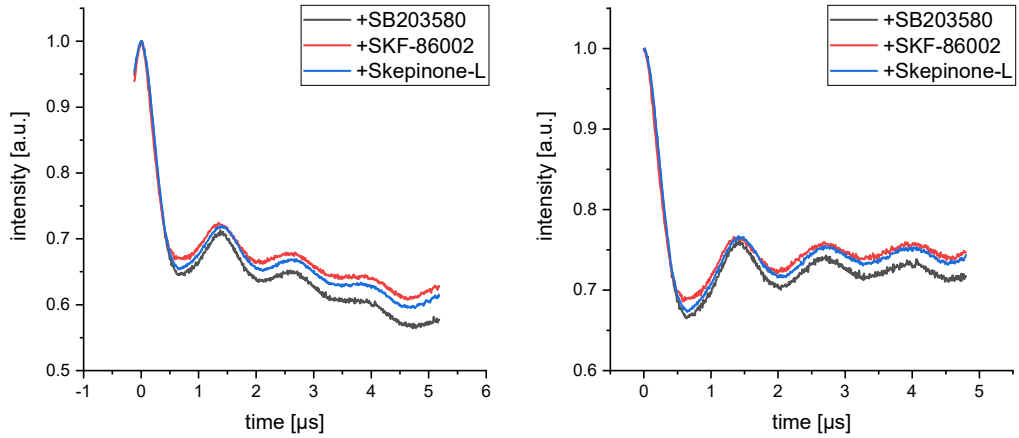 +SB203580
+SKF-86002
+Skepinone-L
1.0
0.9
0.8
0.7
0.6
0.5
-1
0
1
2
3
4
5
6
intensity [a.u.]
time [µs]
+SB203580
+SKF-86002
+Skepinone-L
1.0
0.9
0.8
0.7
0.6
0
1
2
3
4
5
intensity [a.u.]
time [µs]